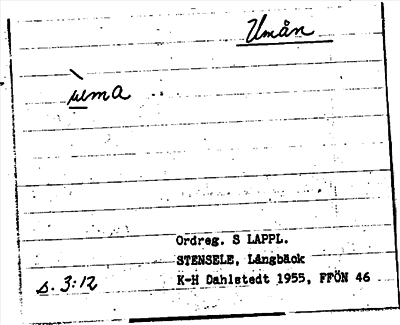 Umån
ùma
Ordreg. S LAPPL.
STENSELE, Långbäck
s. 3:12
K-H Dahlstedt 1955, FFÖN 46